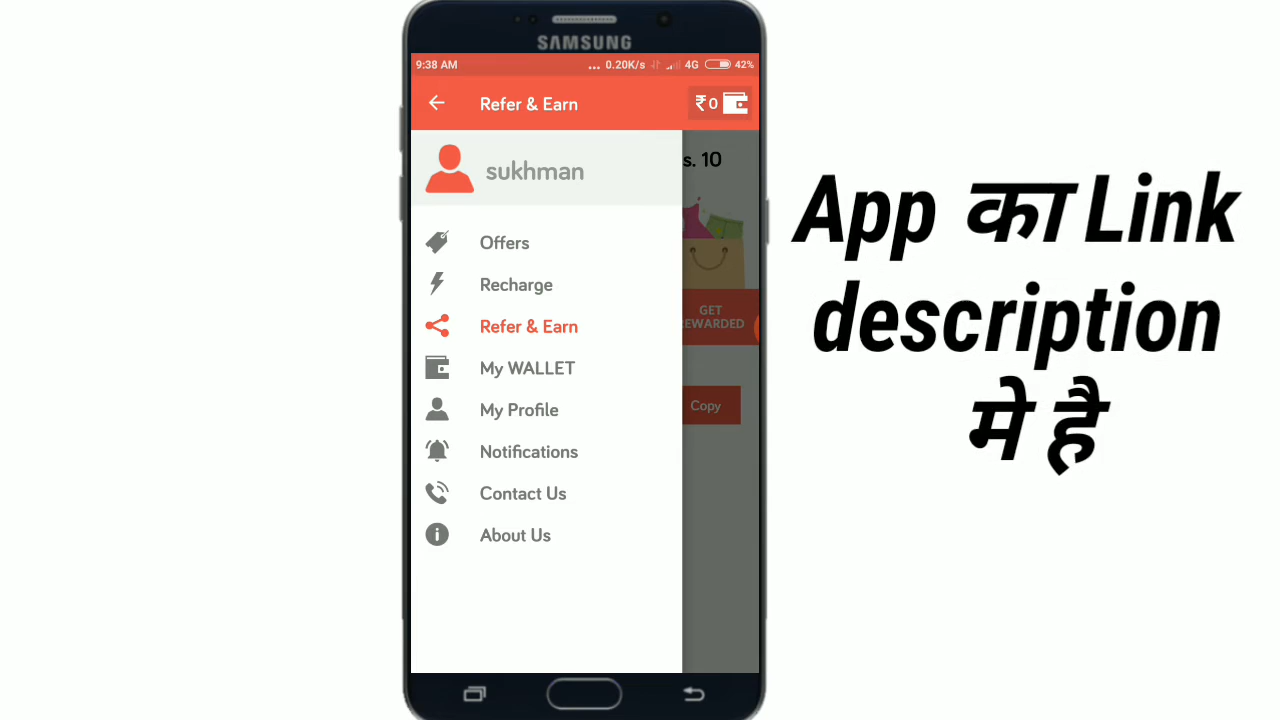 SAMSUNG
9:38 AM ... 0.20K/s 4G 42%
Refer & Earn ₹0
sukhman
s. 10
Offers
Recharge
GET
EWARDED
Refer & Earn
My WALLET
Copy
My Profile
Notifications
Contact Us
About Us
App का Link
description
मे है